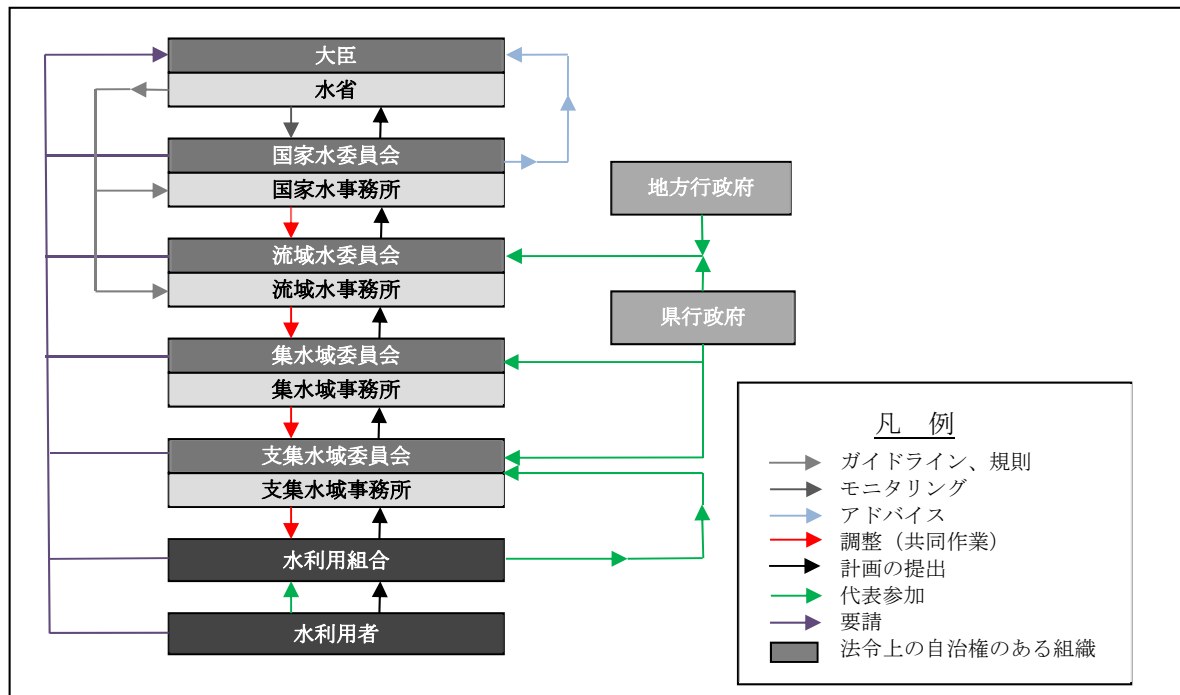 大臣
水省
国家水委員会
国家水事務所
流域水委員会
流域水事務所
集水域委員会
集水域事務所
支集水域委員会
支集水域事務所
水利用組合
水利用者
地方行政府
県行政府
凡　例
ガイドライン、規則
モニタリング
アドバイス
調整（共同作業）
計画の提出
代表参加
要請
法令上の自治権のある組織